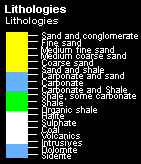 Lithologies
Lithologies
Sand and conglomerate
Fine sand
Medium fine sand
Medium coarse sand
Coarse sand
Sand and shale
Carbonate and sand
Carbonate
Carbonate and Shale
Shale, some carbonate
Shale
Organic shale
Halite
Sulphate
Coal
Volcanics
Intrusives
Dolomite
Siderite